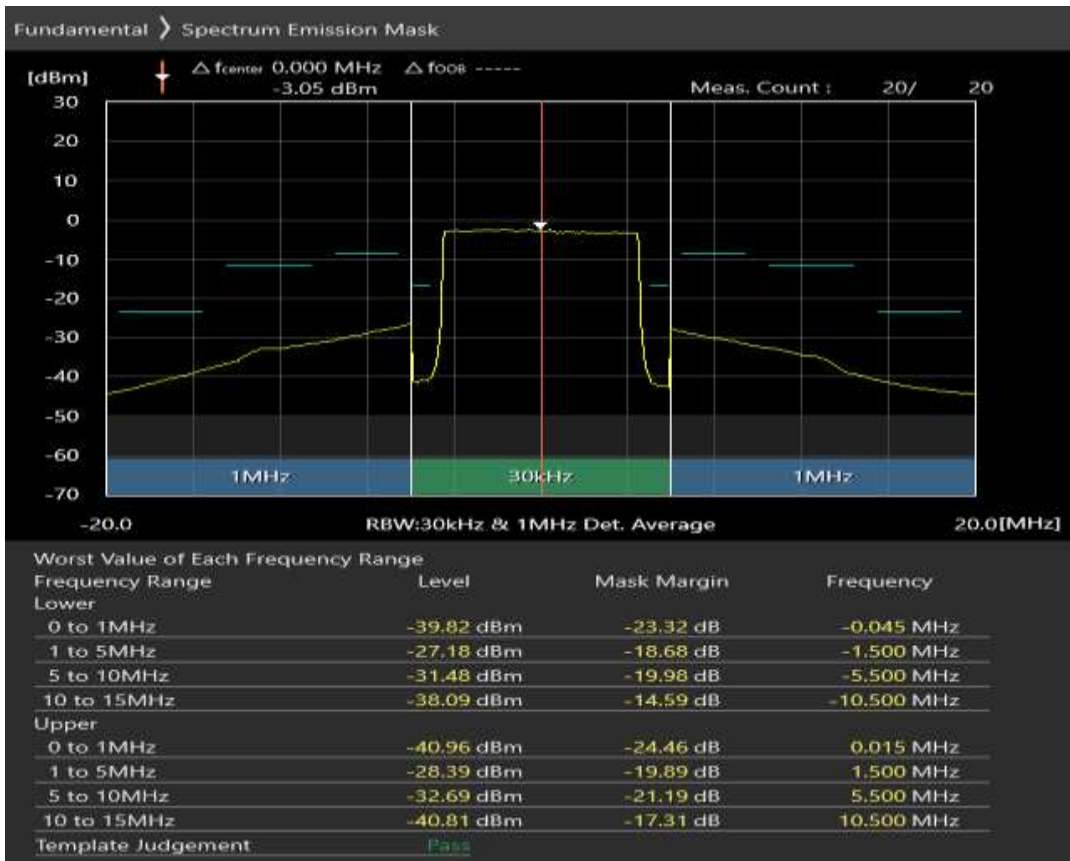 Fundamental ❭ Spectrum Emission Mask
[dBm] △ fcenter 0.000 MHz △ fOOB -----
-3.05 dBm Meas. Count : 20/ 20
30
20
10
0
-10
-20
-30
-40
-50
-60
1MHz 30kHz 1MHz
-70
-20.0 RBW:30kHz & 1MHz Det. Average 20.0[MHz]
Worst Value of Each Frequency Range
Frequency Range Level Mask Margin Frequency
Lower
0 to 1MHz -39.82 dBm -23.32 dB -0.045 MHz
1 to 5MHz -27.18 dBm -18.68 dB -1.500 MHz
5 to 10MHz -31.48 dBm -19.98 dB -5.500 MHz
10 to 15MHz -38.09 dBm -14.59 dB -10.500 MHz
Upper
0 to 1MHz -40.96 dBm -24.46 dB 0.015 MHz
1 to 5MHz -28.39 dBm -19.89 dB 1.500 MHz
5 to 10MHz -32.69 dBm -21.19 dB 5.500 MHz
10 to 15MHz -40.81 dBm -17.31 dB 10.500 MHz
Template Judgement Pass